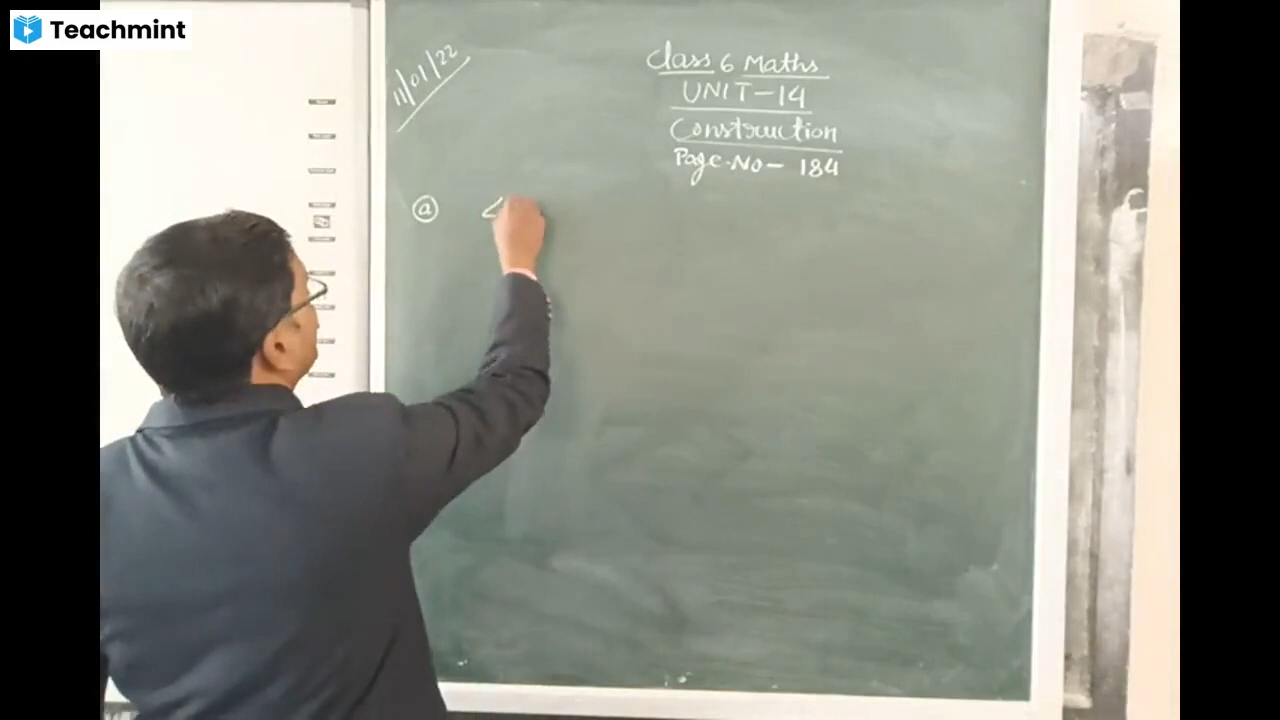 Teachmint
11/01/22
Class 6 Maths
UNIT-14
Construction
Page-No- 184
a